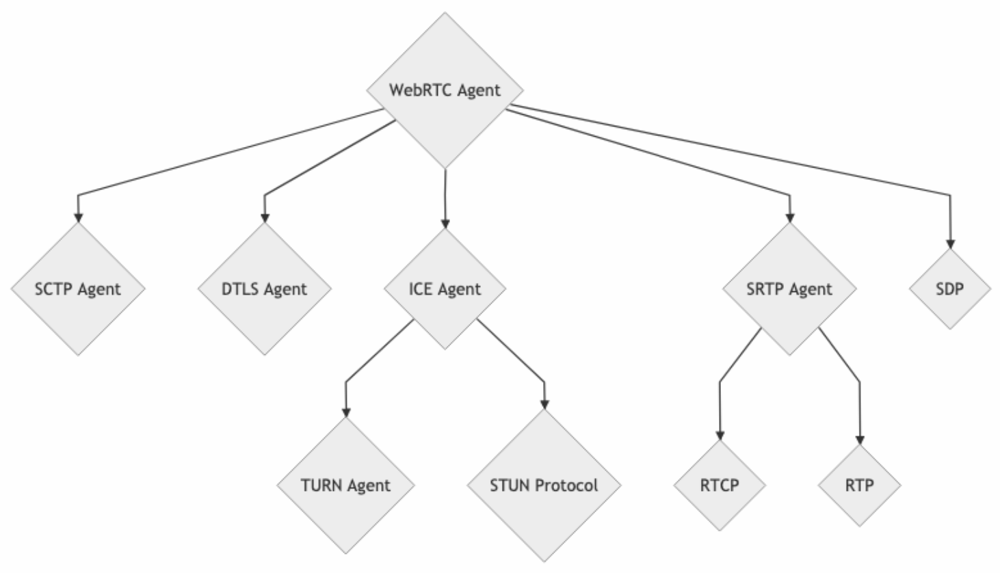 WebRTC Agent
SCTP Agent
DTLS Agent
ICE Agent
SRTP Agent
SDP
TURN Agent
STUN Protocol
RTCP
RTP